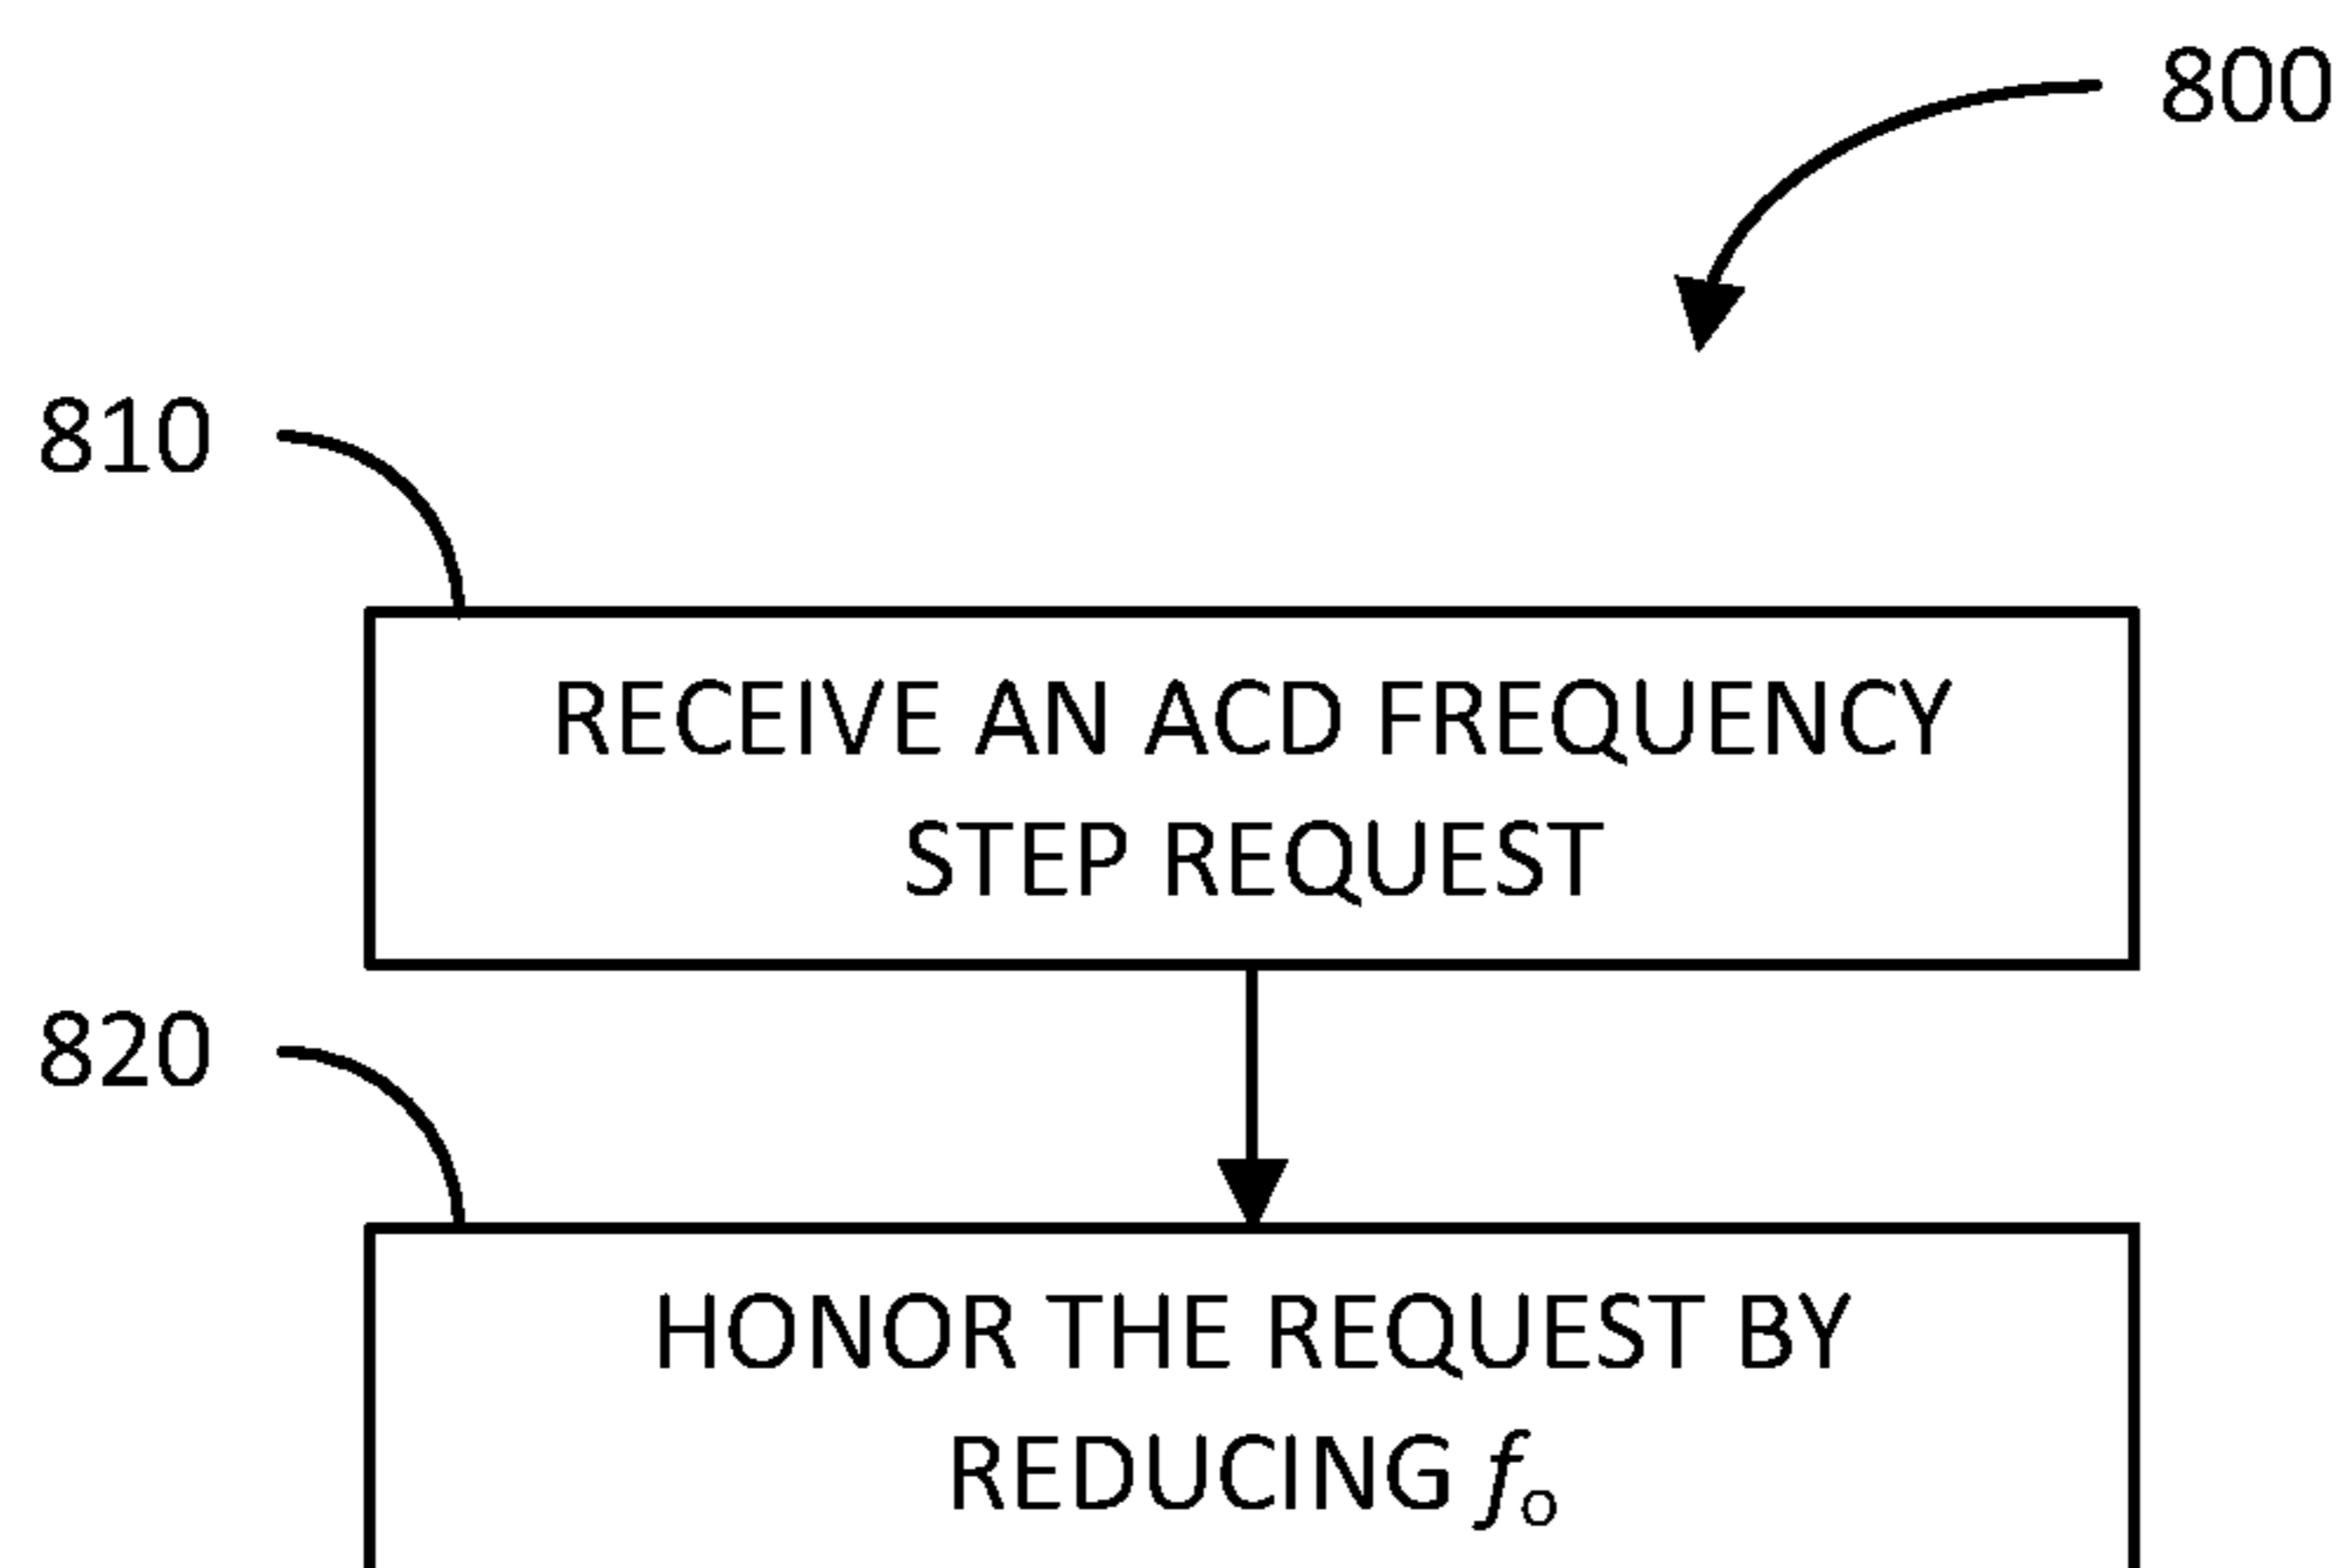 800
810
RECEIVE AN ACD FREQUENCY
STEP REQUEST
820
HONOR THE REQUEST BY
REDUCING fo